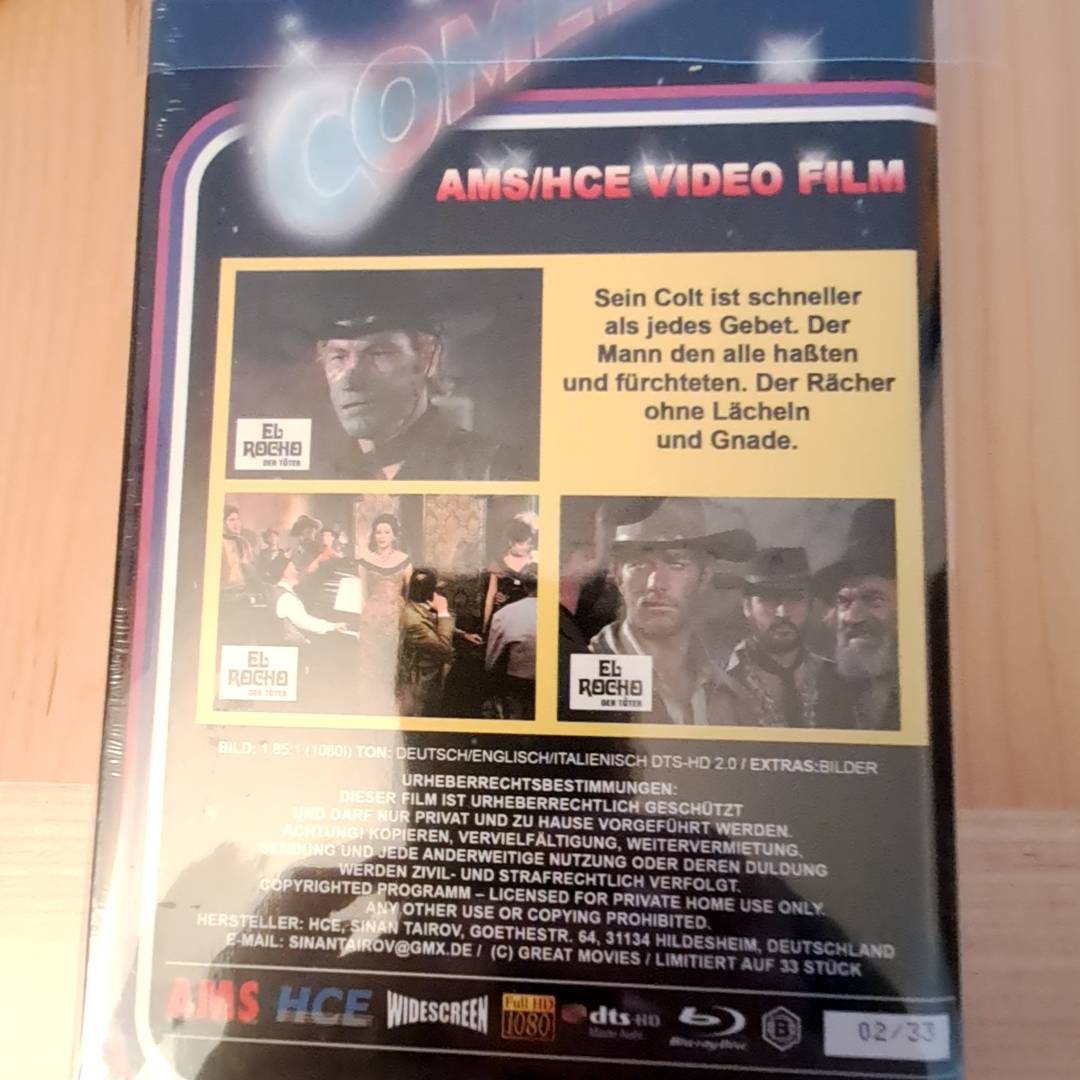 AMS/HCE VIDEO FILM
Sein Colt ist schneller
als jedes Gebet. Der
Mann den alle haßten
und fürchteten. Der Rächer
ohne Lächeln
und Gnade.
EL
ROCHO
DER TÖTER
EL
ROCHO
DER TÖTER
EL
ROCHO
DER TÖTER
BILD: 1.85:1 (1080I) TON: DEUTSCH/ENGLISCH/ITALIENISCH DTS-HD 2.0 / EXTRAS:BILDER
URHEBERRECHTSBESTIMMUNGEN:
DIESER FILM IST URHEBERRECHTLICH GESCHÜTZT
UND DARF NUR PRIVAT UND ZU HAUSE VORGEFÜHRT WERDEN.
ACHTUNG! KOPIEREN, VERVIELFÄLTIGUNG, WEITERVERMIETUNG,
SENDUNG UND JEDE ANDERWEITIGE NUTZUNG ODER DEREN DULDUNG
WERDEN ZIVIL- UND STRAFRECHTLICH VERFOLGT.
COPYRIGHTED PROGRAMM – LICENSED FOR PRIVATE HOME USE ONLY.
ANY OTHER USE OR COPYING PROHIBITED.
HERSTELLER: HCE, SINAN TAIROV, GOETHESTR. 64, 31134 HILDESHEIM, DEUTSCHLAND
E-MAIL: SINANTAIROV@GMX.DE / (C) GREAT MOVIES / LIMITIERT AUF 33 STÜCK
AMS HCE WIDESCREEN Full HD 1080 dts-HD Master Audio Blu-ray Disc B 02/33